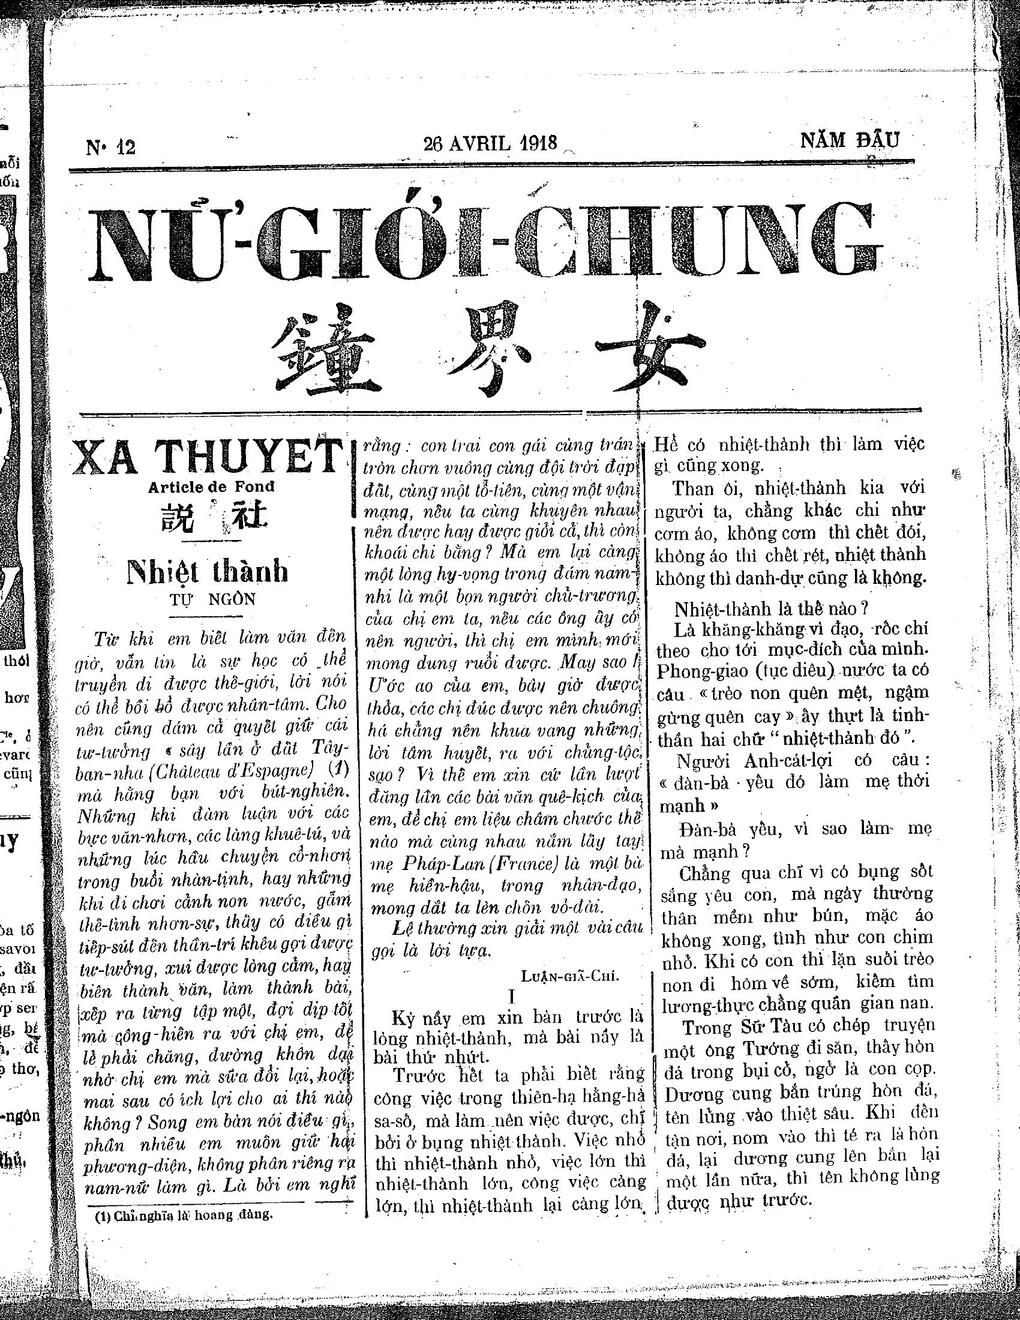 Nº 12
26 AVRIL 1918
NĂM ĐẦU
NỮ-GIỚI-CHUNG
鐘 界 女
XA THUYET
Article de Fond
説 社
Nhiệt thành
TỰ NGÔN
Từ khi em biết làm văn đến
giờ, vẫn tin là sự học có thể
truyền đi được thế-giới, lời nói
có thể bồi bổ được nhân-tâm. Cho
nên cũng dám cả quyết giữ cái
tư-tưởng « sây lần ở đất Tây-
ban-nha (Château d'Espagne) (1)
mà hằng bạn với bút-nghiên.
Những khi đàm luận với các
bực văn-nhơn, các làng khuê-tú, và
những lúc hầu chuyện cô-nhơn
trong buổi nhàn-tịnh, hay những
khi đi chơi cảnh non nước, gẫm
thế-tình nhơn-sự, thấy có điều gì
tiếp-sút đến thần-trí khêu gợi được
tư-tưởng, xui được lòng cảm, hay
biên thành văn, làm thành bài,
xếp ra từng tập một, đợi dịp tốt
mà cống-hiến ra với chị em, để
lẽ phải chăng, dường khôn dại
nhờ chị em mà sửa đổi lại, hoặc
mai sau có ích lợi cho ai thì nào
không ? Song em bàn nói điều gì,
phần nhiều em muốn giữ hai
phương-diện, không phân riêng ra
nam-nữ làm gì. Là bởi em nghĩ
(1) Chỉ nghĩa là hoang đàng.
rằng : con trai con gái cùng trán
tròn chơn vuông cùng đội trời đạp
đất, cùng một tổ-tiên, cùng một vận
mạng, nếu ta cùng khuyên nhau
nên được hay được giỏi cả, thì còn
khoái chi bằng ? Mà em lại càng
một lòng hy-vọng trong đám nam-
nhi là một bọn người chủ-trương
của chị em ta, nếu các ông ấy có
nên người, thì chị em mình mới
mong dung ruổi được. May sao !
Ước ao của em, bây giờ được
thỏa, các chị đúc được nên chuông
há chẳng nên khua vang những
lời tâm huyết, ra với chủng-tộc
sao ? Vì thế em xin cứ lần lượt
đăng lần các bài văn quê-kịch của
em, để chị em liệu châm chước thế
nào mà cùng nhau nắm lấy tay
mẹ Pháp-Lan (France) là một bà
mẹ hiền-hậu, trong nhân-đạo,
mong dắt ta lên chốn vô-đài.
Lệ thường xin giải một vài câu
gọi là lời tựa.
LUẬN-GIÃ-CHÍ.
I
Kỳ nầy em xin bàn trước là
lòng nhiệt-thành, mà bài nầy là
bài thứ nhứt.
Trước hết ta phải biết rằng
công việc trong thiên-hạ hằng-hà
sa-số, mà làm nên việc được, chỉ
bởi ở bụng nhiệt-thành. Việc nhỏ
thì nhiệt-thành nhỏ, việc lớn thì
nhiệt-thành lớn, công việc càng
lớn, thì nhiệt-thành lại càng lớn.
Hề có nhiệt-thành thì làm việc
gì cũng xong.
Than ôi, nhiệt-thành kia với
người ta, chẳng khác chi như
cơm áo, không cơm thì chết đói,
không áo thì chết rét, nhiệt thành
không thì danh-dự cũng là không.
Nhiệt-thành là thế nào ?
Là khăng-khăng vì đạo, rốc chí
theo cho tới mục-đích của mình.
Phong-giao (tục diêu) nước ta có
câu « trèo non quên mệt, ngậm
gừng quên cay » ấy thực là tinh-
thần hai chữ " nhiệt-thành đó ".
Người Anh-cát-lợi có câu :
« đàn-bà yếu đó làm mẹ thời
mạnh »
Đàn-bà yếu, vì sao làm mẹ
mà mạnh ?
Chẳng qua chỉ vì có bụng sốt
sắng yêu con, mà ngày thường
thân mềm như bún, mặc áo
không xong, tình như con chim
nhỏ. Khi có con thì lặn suối trèo
non đi hôm về sớm, kiếm tìm
lương-thực chẳng quản gian nan.
Trong Sử Tàu có chép truyện
một ông Tướng đi săn, thấy hòn
đá trong bụi cỏ, ngờ là con cọp.
Dương cung bắn trúng hòn đá,
tên lủng vào thiệt sâu. Khi đến
tận nơi, nom vào thì té ra là hòn
đá, lại dương cung lên bắn lại
một lần nữa, thì tên không lủng
được như trước.